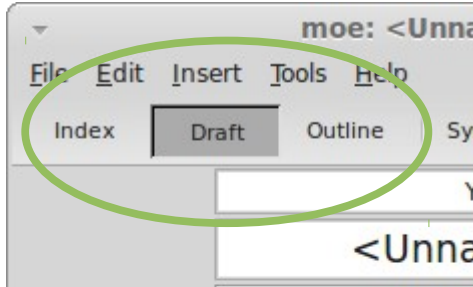 moe: <Unna
File Edit Insert Tools Help
Index Draft Outline Sy
Y
<Unna